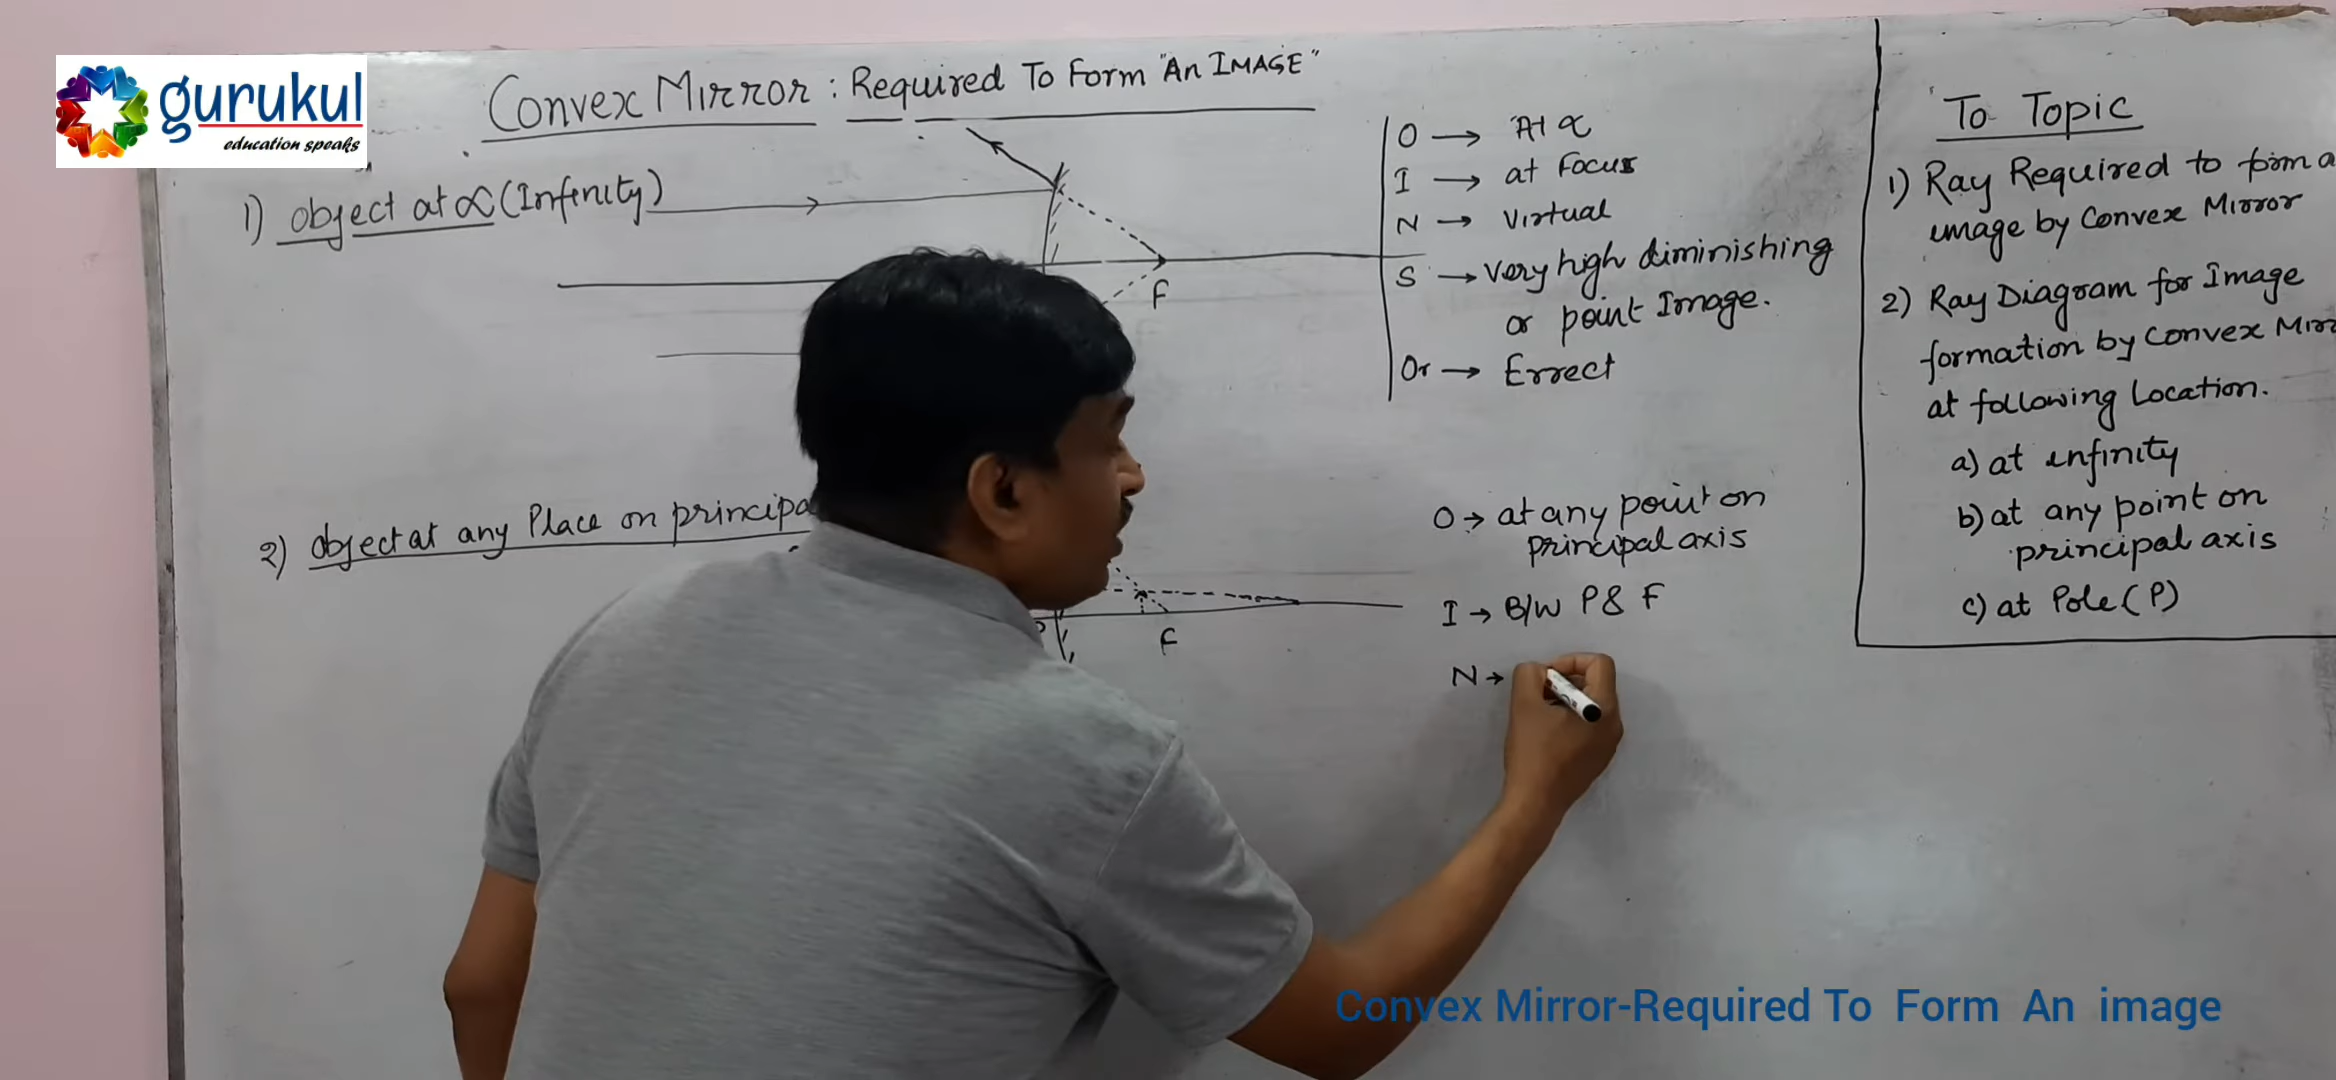 gurukul
education speaks
Convex Mirror : Required To Form "An IMAGE"
1) object at ∝ (Infinity)
F
O → At ∝
I → at Focus
N → Virtual
S → Very high diminishing
or point Image.
Or → Errect
2) object at any Place on principa
F
O → at any point on
principal axis
I → B/W P & F
N →
To Topic
1) Ray Required to form a
image by Convex Mirror
2) Ray Diagram for Image
formation by Convex Mirr
at following Location.
a) at infinity
b) at any point on
principal axis
c) at Pole (P)
Convex Mirror-Required To Form An image